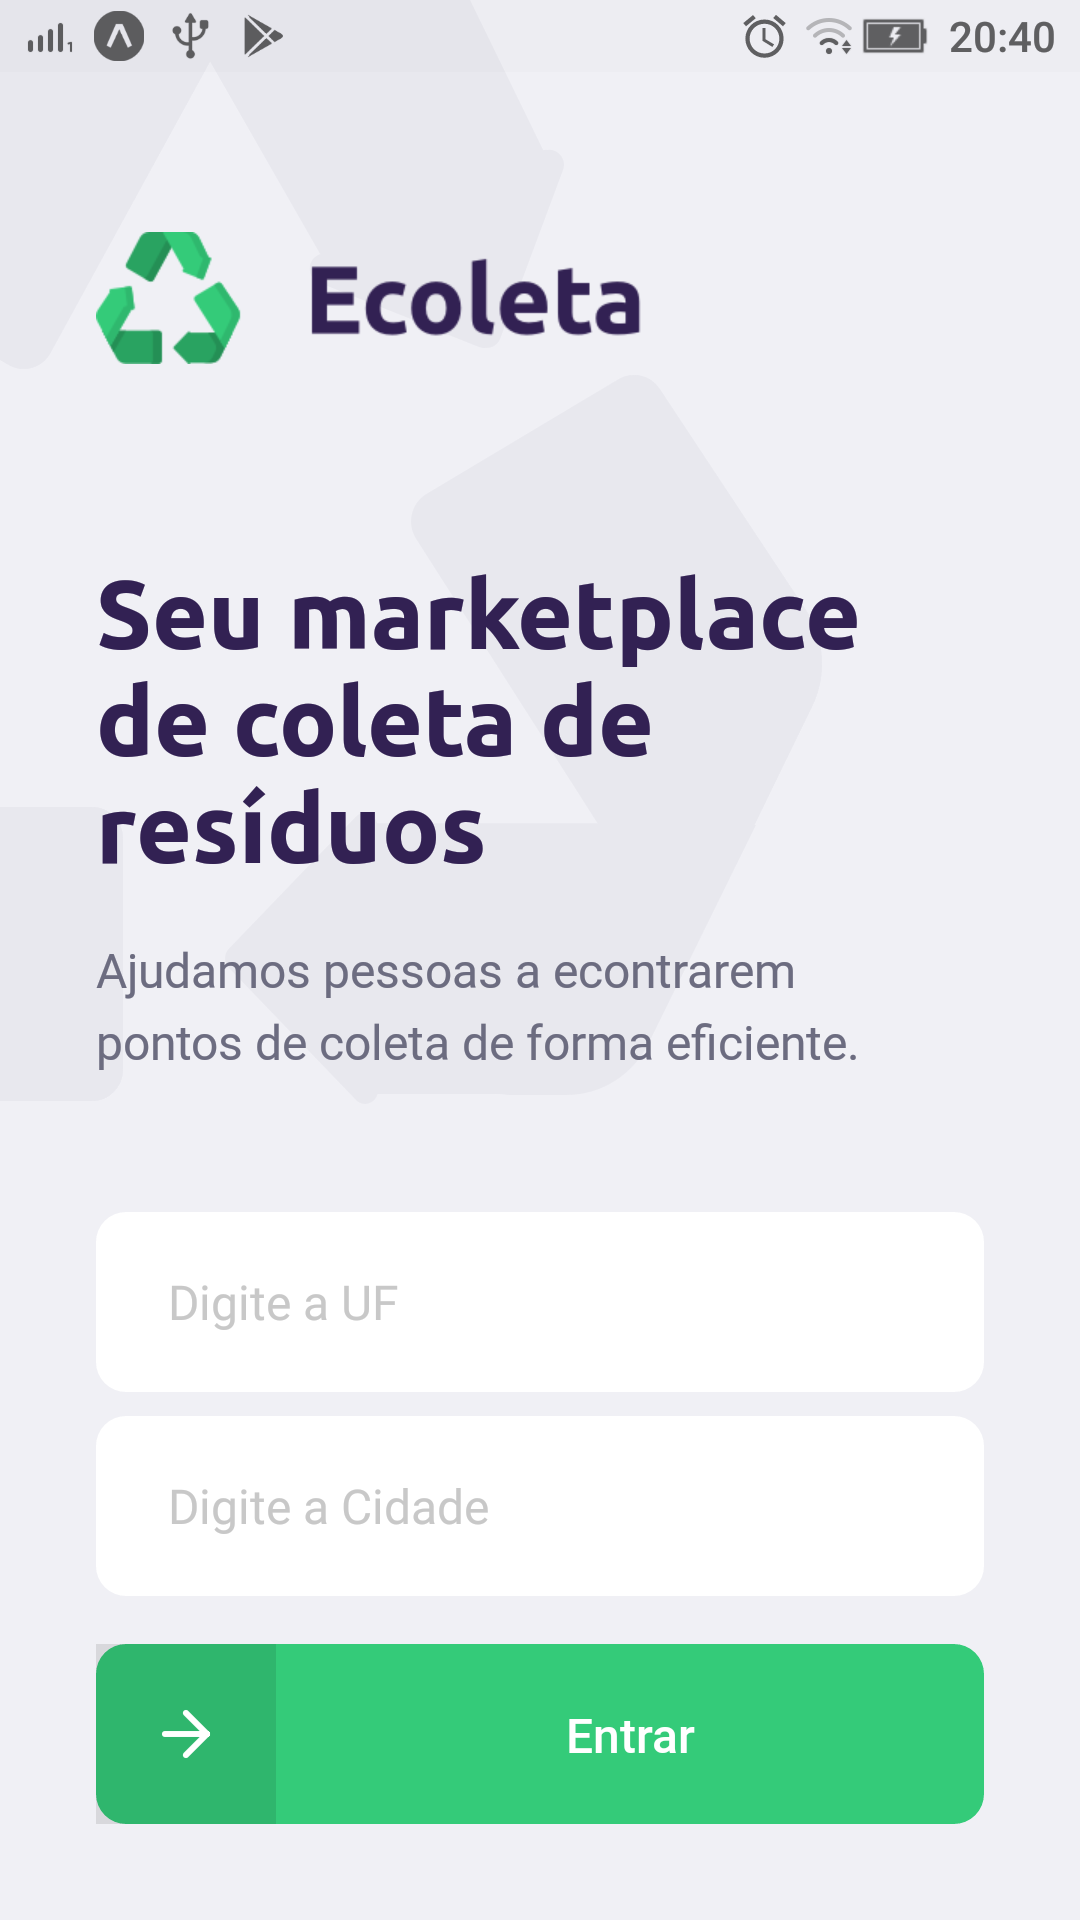 20:40
Ecoleta
Seu marketplace
de coleta de
resíduos
Ajudamos pessoas a econtrarem
pontos de coleta de forma eficiente.
Digite a UF
Digite a Cidade
Entrar